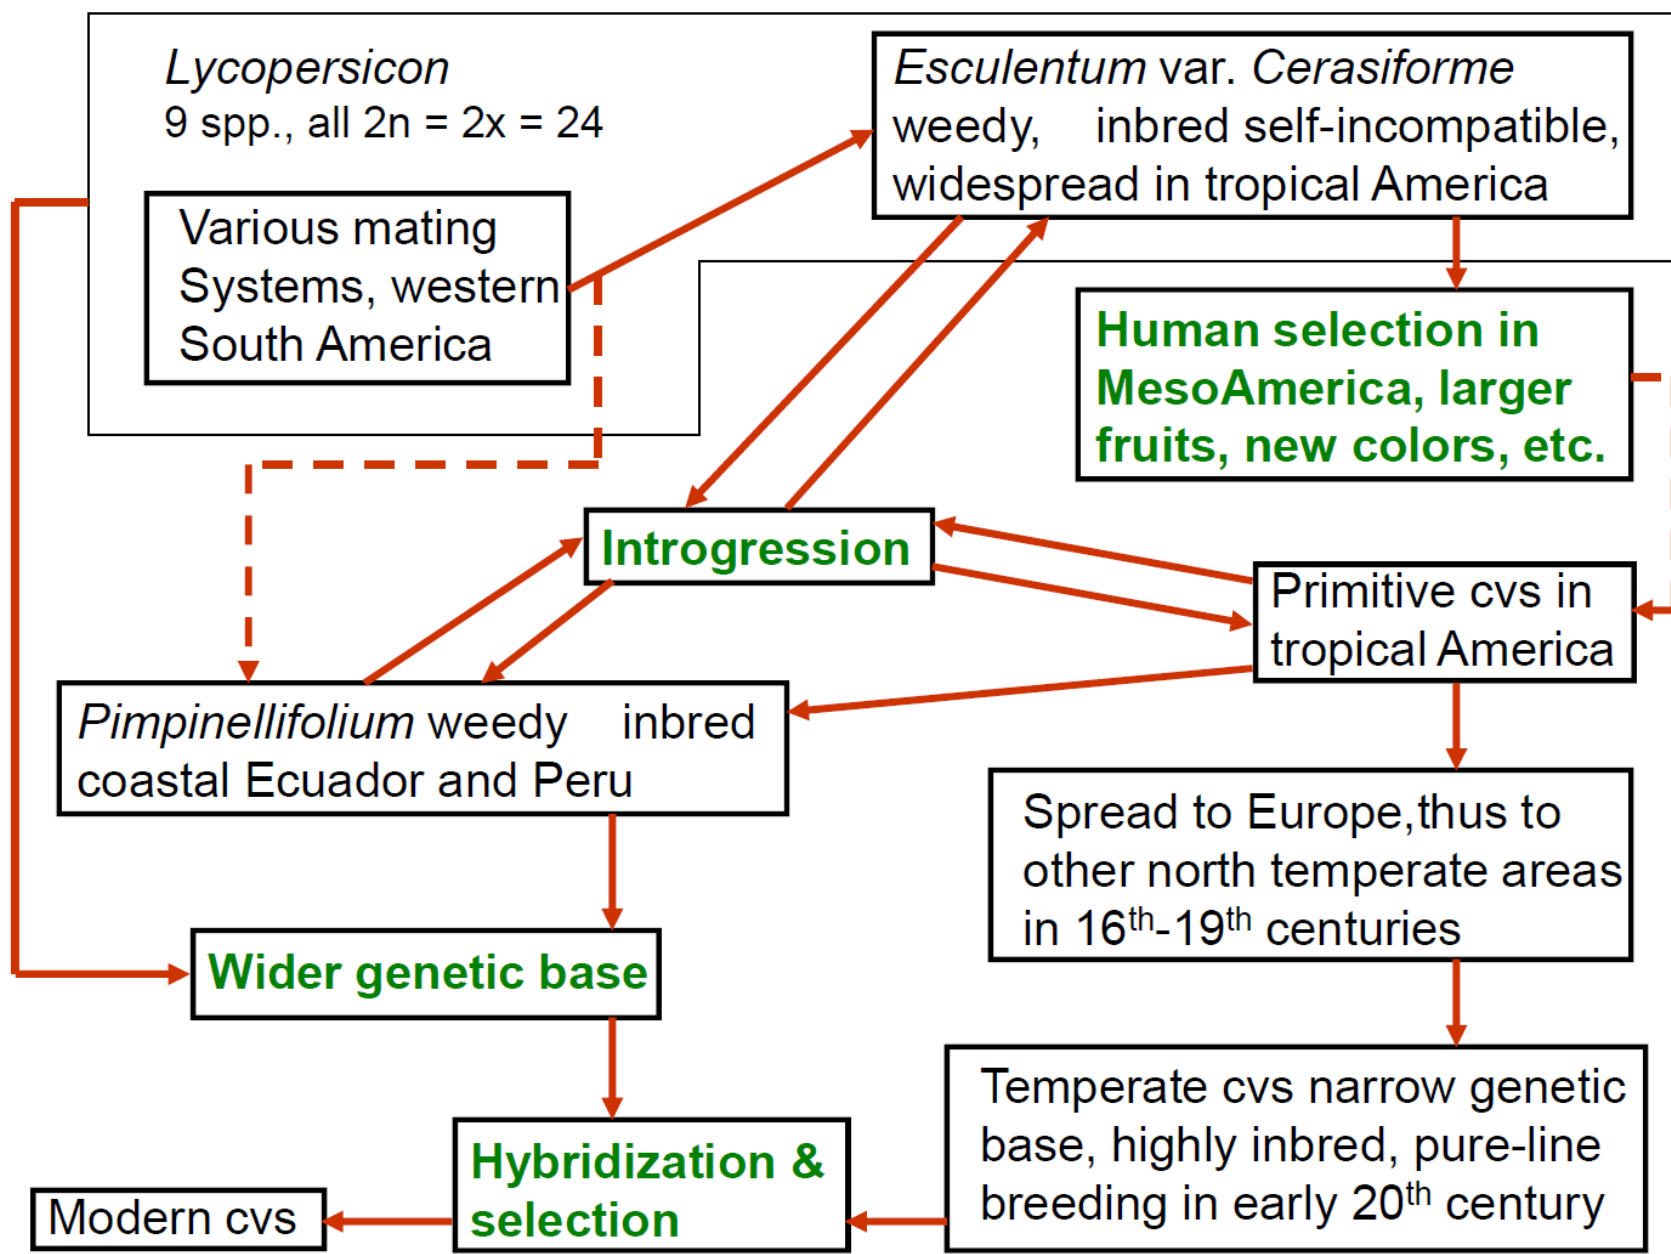 Lycopersicon
9 spp., all 2n = 2x = 24
Various mating
Systems, western
South America
Esculentum var. Cerasiforme
weedy, inbred self-incompatible,
widespread in tropical America
Human selection in
MesoAmerica, larger
fruits, new colors, etc.
Introgression
Primitive cvs in
tropical America
Pimpinellifolium weedy inbred
coastal Ecuador and Peru
Spread to Europe,thus to
other north temperate areas
in 16th-19th centuries
Wider genetic base
Temperate cvs narrow genetic
base, highly inbred, pure-line
breeding in early 20th century
Hybridization &
selection
Modern cvs